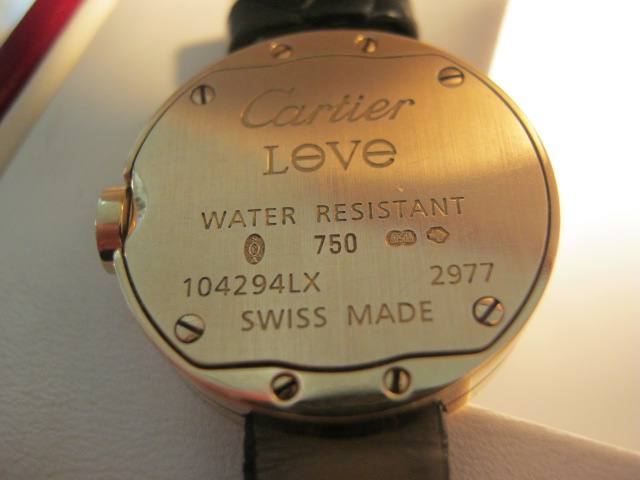 Cartier
LOVE
WATER RESISTANT
750
104294LX 2977
SWISS MADE